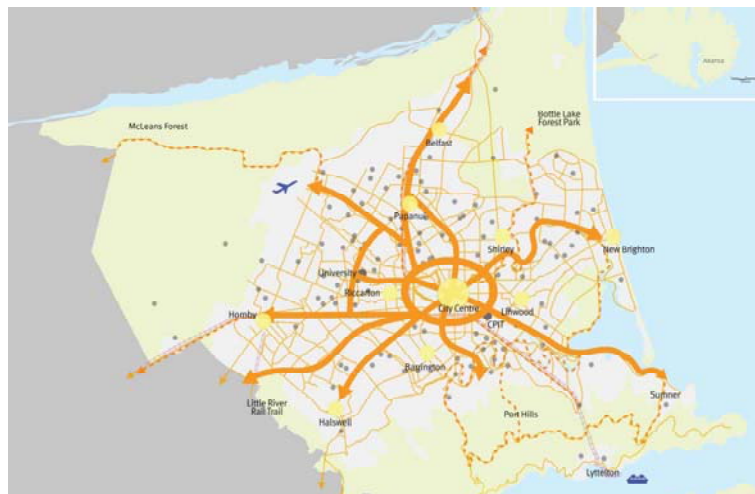 Akaroa
McLeans Forest
Bottle Lake
Forest Park
Belfast
Papanui
Shirley
New Brighton
University
Riccarton
City Centre
Linwood
Hornby
CPIT
Barrington
Sumner
Little River
Rail Trail
Halswell
Port Hills
Lyttelton